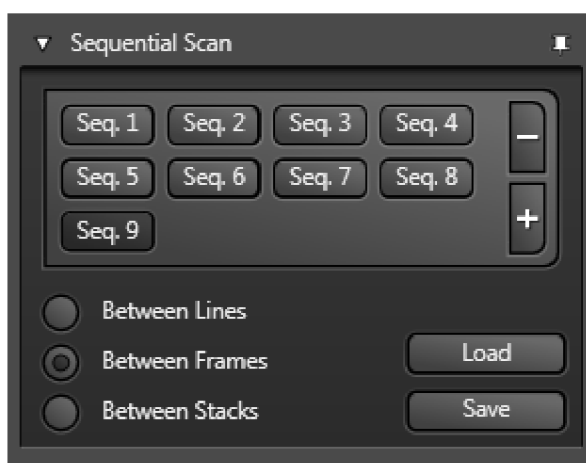 Sequential Scan
Seq. 1 Seq. 2 Seq. 3 Seq. 4 −
Seq. 5 Seq. 6 Seq. 7 Seq. 8
Seq. 9 +
Between Lines
Between Frames Load
Between Stacks Save